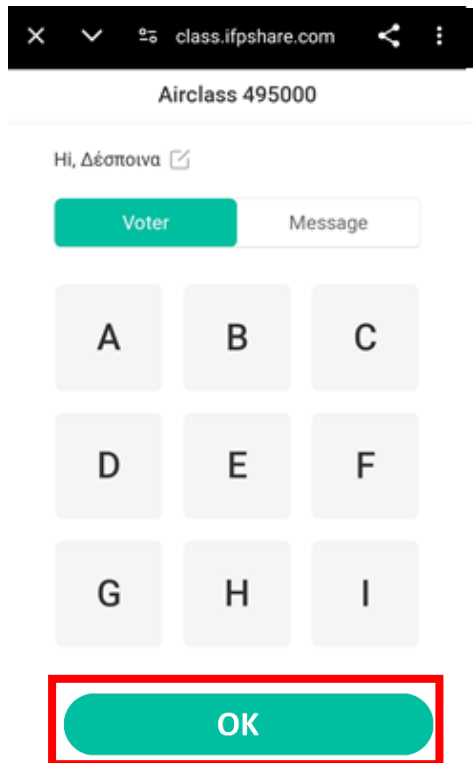 class.ifpshare.com
Airclass 495000
Hi, Δέσποινα
Voter Message
A B C
D E F
G H I
OK